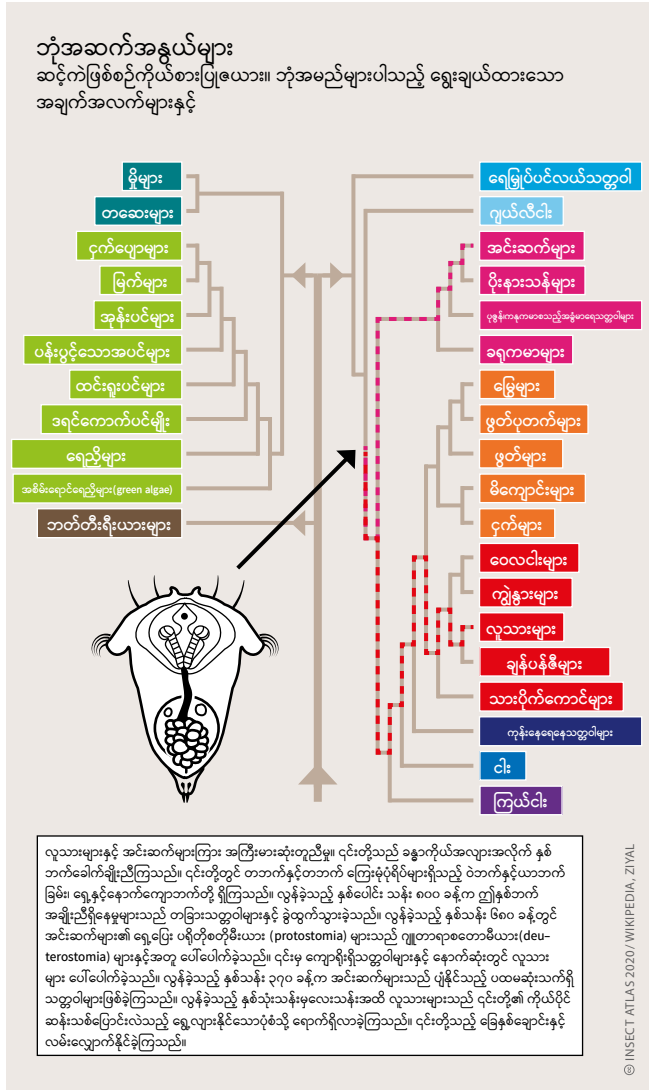 ဘုံအဆက်အနွယ်များ
ဆင့်ကဲဖြစ်စဉ်ကိုယ်စားပြုဇယား။ ဘုံအမည်များပါသည့် ရွေးချယ်ထားသော
အချက်အလက်များနှင့်
မှိုများ
တဆေးများ
ငှက်ပျောများ
မြက်များ
အုန်းပင်များ
ပန်းပွင့်သောအပင်များ
ထင်းရှူးပင်များ
ဒရင်ကောက်ပင်မျိုး
ရေညှိများ
အစိမ်းရောင်ရေညှိများ(green algae)
ဘတ်တီးရီးယားများ
ရေမြှုပ်ပင်လယ်သတ္တဝါ
ဂျယ်လီငါး
အင်းဆက်များ
ပိုးနားသန်များ
ပုဇွန်၊ကနကမာစသည့်အခွံမာရေသတ္တဝါများ
ခရုကမာများ
မြွေများ
ဖွတ်ပုတက်များ
ဖွတ်များ
မိကျောင်းများ
ငှက်များ
ဝေလငါးများ
ကျွဲနွားများ
လူသားများ
ချန်ပန်ဇီများ
သားပိုက်ကောင်များ
ကုန်းနေရေနေသတ္တဝါများ
ငါး
ကြယ်ငါး
လူသားများနှင့် အင်းဆက်များကြား အကြီးမားဆုံးတူညီမှု။ ၎င်းတို့သည် ခန္ဓာကိုယ်အလျားအလိုက် နှစ်
ဘက်ခေါက်ချိုးညီကြသည်။ ၎င်းတို့တွင် တဘက်နှင့်တဘက် ကြေးမုံပုံရိပ်များရှိသည့် ဝဲဘက်နှင့်ယာဘက်
ခြမ်း၊ ရှေ့နှင့်နောက်ကျောဘက်တို့ ရှိကြသည်။ လွန်ခဲ့သည့် နှစ်ပေါင်း သန်း ၈၀၀ ခန့်က ဤနှစ်ဘက်
အချိုးညီရှိနေမှုများသည် တခြားသတ္တဝါများနှင့် ခွဲထွက်သွားခဲ့သည်။ လွန်ခဲ့သည့် နှစ်သန်း ၆၈၀ ခန့်တွင်
အင်းဆက်များ၏ ရှေ့ပြေး ပရိုတိုစတိုမီးယား (protostomia) များသည် ဂျူတာရာစတောမီယား(deu-
terostomia) များနှင့်အတူ ပေါ်ပေါက်ခဲ့သည်။ ၎င်းမှ ကျောရိုးရှိသတ္တဝါများနှင့် နောက်ဆုံးတွင် လူသား
များ ပေါ်ပေါက်ခဲ့သည်။ လွန်ခဲ့သည့် နှစ်သန်း ၃၇၀ ခန့်က အင်းဆက်များသည် ပျံနိုင်သည့် ပထမဆုံးသက်ရှိ
သတ္တဝါများဖြစ်ခဲ့ကြသည်။ လွန်ခဲ့သည့် နှစ်သုံးသန်းမှလေးသန်းအထိ လူသားများသည် ၎င်းတို့၏ ကိုယ်ပိုင်
ဆန်းသစ်ပြောင်းလဲသည့် ရွေ့လျားနိုင်သောပုံစံသို့ ရောက်ရှိလာခဲ့ကြသည်။ ၎င်းတို့သည် ခြေနှစ်ချောင်းနှင့်
လမ်းလျှောက်နိုင်ခဲ့ကြသည်။
INSECT ATLAS 2020 / WIKIPEDIA, ZIYAL